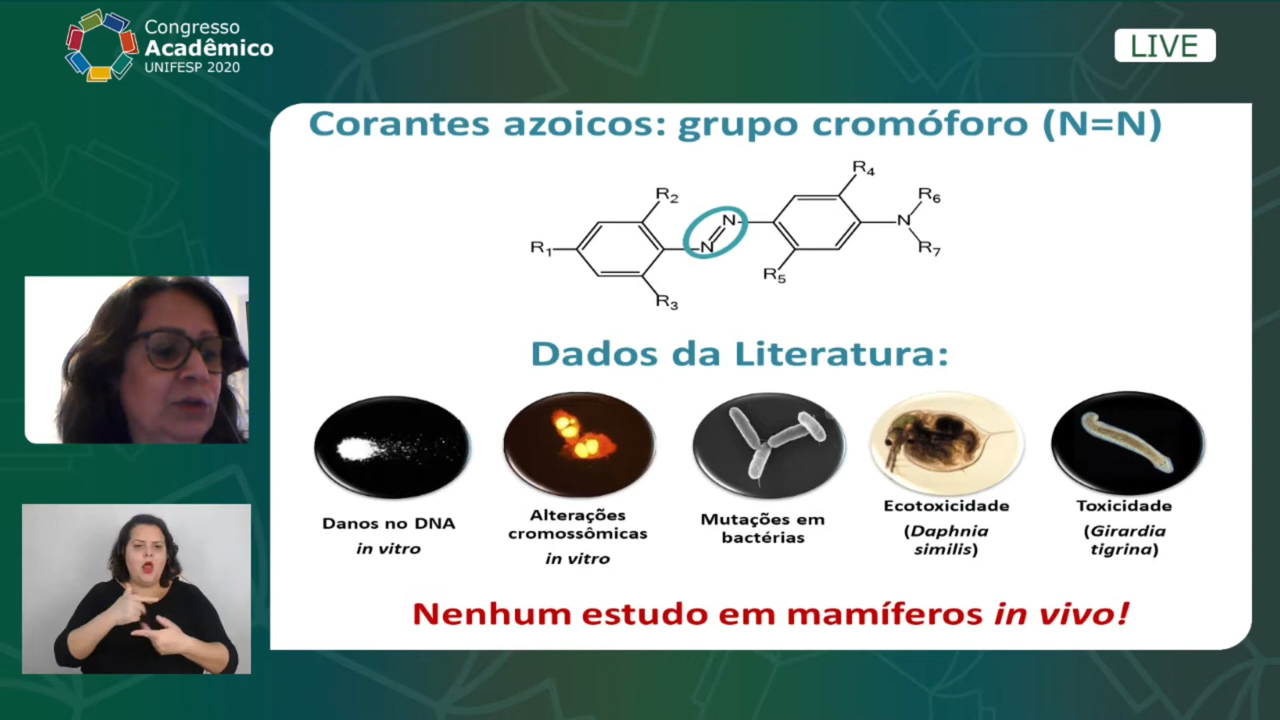 Congresso
Acadêmico
UNIFESP 2020
LIVE
Corantes azoicos: grupo cromóforo (N=N)
R1
R2
R3
N
N
R4
R5
N
R6
R7
Dados da Literatura:
Danos no DNA
in vitro
Alterações
cromossômicas
in vitro
Mutações em
bactérias
Ecotoxicidade
(Daphnia
similis)
Toxicidade
(Girardia
tigrina)
Nenhum estudo em mamíferos in vivo!